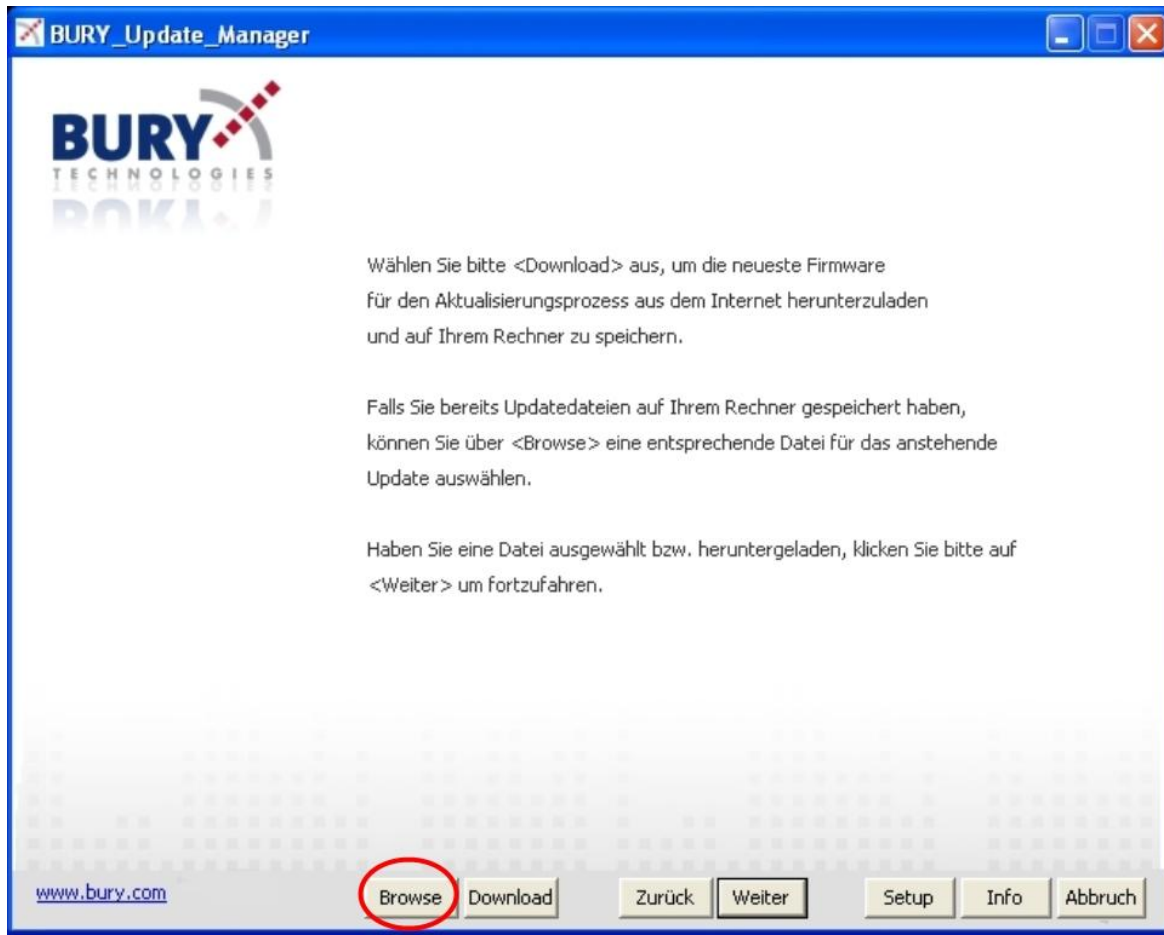 BURY_Update_Manager
BURY
TECHNOLOGIES
Wählen Sie bitte <Download> aus, um die neueste Firmware
für den Aktualisierungsprozess aus dem Internet herunterzuladen
und auf Ihrem Rechner zu speichern.
Falls Sie bereits Updatedateien auf Ihrem Rechner gespeichert haben,
können Sie über <Browse> eine entsprechende Datei für das anstehende
Update auswählen.
Haben Sie eine Datei ausgewählt bzw. heruntergeladen, klicken Sie bitte auf
<Weiter> um fortzufahren.
www.bury.com Browse Download Zurück Weiter Setup Info Abbruch